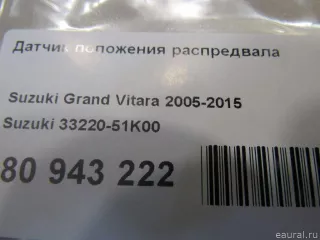 Датчик положения распредвала
Suzuki Grand Vitara 2005-2015
Suzuki 33220-51K00
80 943 222
eaural.ru